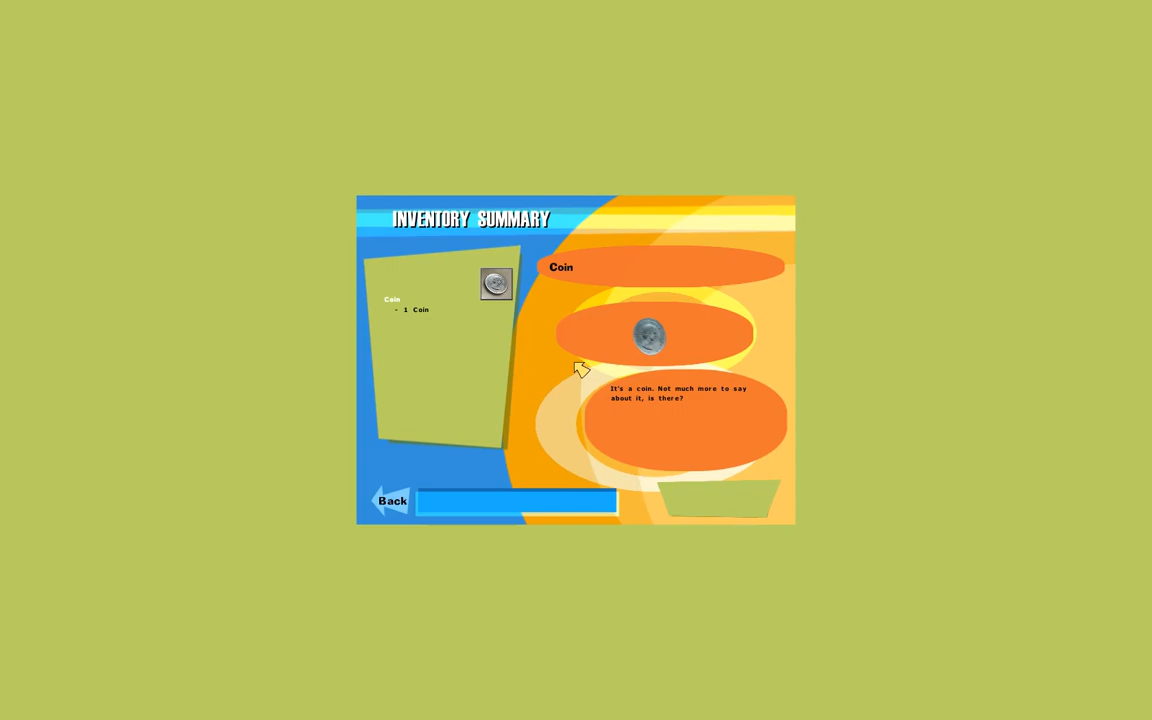 INVENTORY SUMMARY
Coin
Coin
- 1 Coin
It's a coin. Not much more to say
about it, is there?
Back